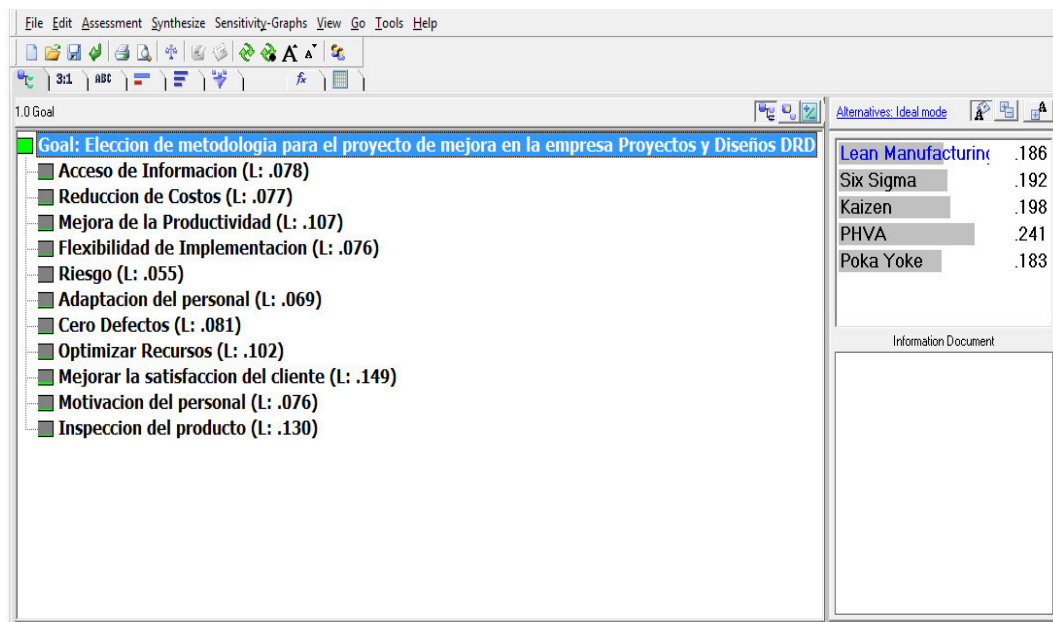 File Edit Assessment Synthesize Sensitivity-Graphs View Go Tools Help
A A
3:1 ABC fx
1.0 Goal
Alternatives: Ideal mode A A
Goal: Eleccion de metodologia para el proyecto de mejora en la empresa Proyectos y Diseños DRD
Acceso de Informacion (L: .078)
Reduccion de Costos (L: .077)
Mejora de la Productividad (L: .107)
Flexibilidad de Implementacion (L: .076)
Riesgo (L: .055)
Adaptacion del personal (L: .069)
Cero Defectos (L: .081)
Optimizar Recursos (L: .102)
Mejorar la satisfaccion del cliente (L: .149)
Motivacion del personal (L: .076)
Inspeccion del producto (L: .130)
Lean Manufacturin .186
Six Sigma .192
Kaizen .198
PHVA .241
Poka Yoke .183
Information Document